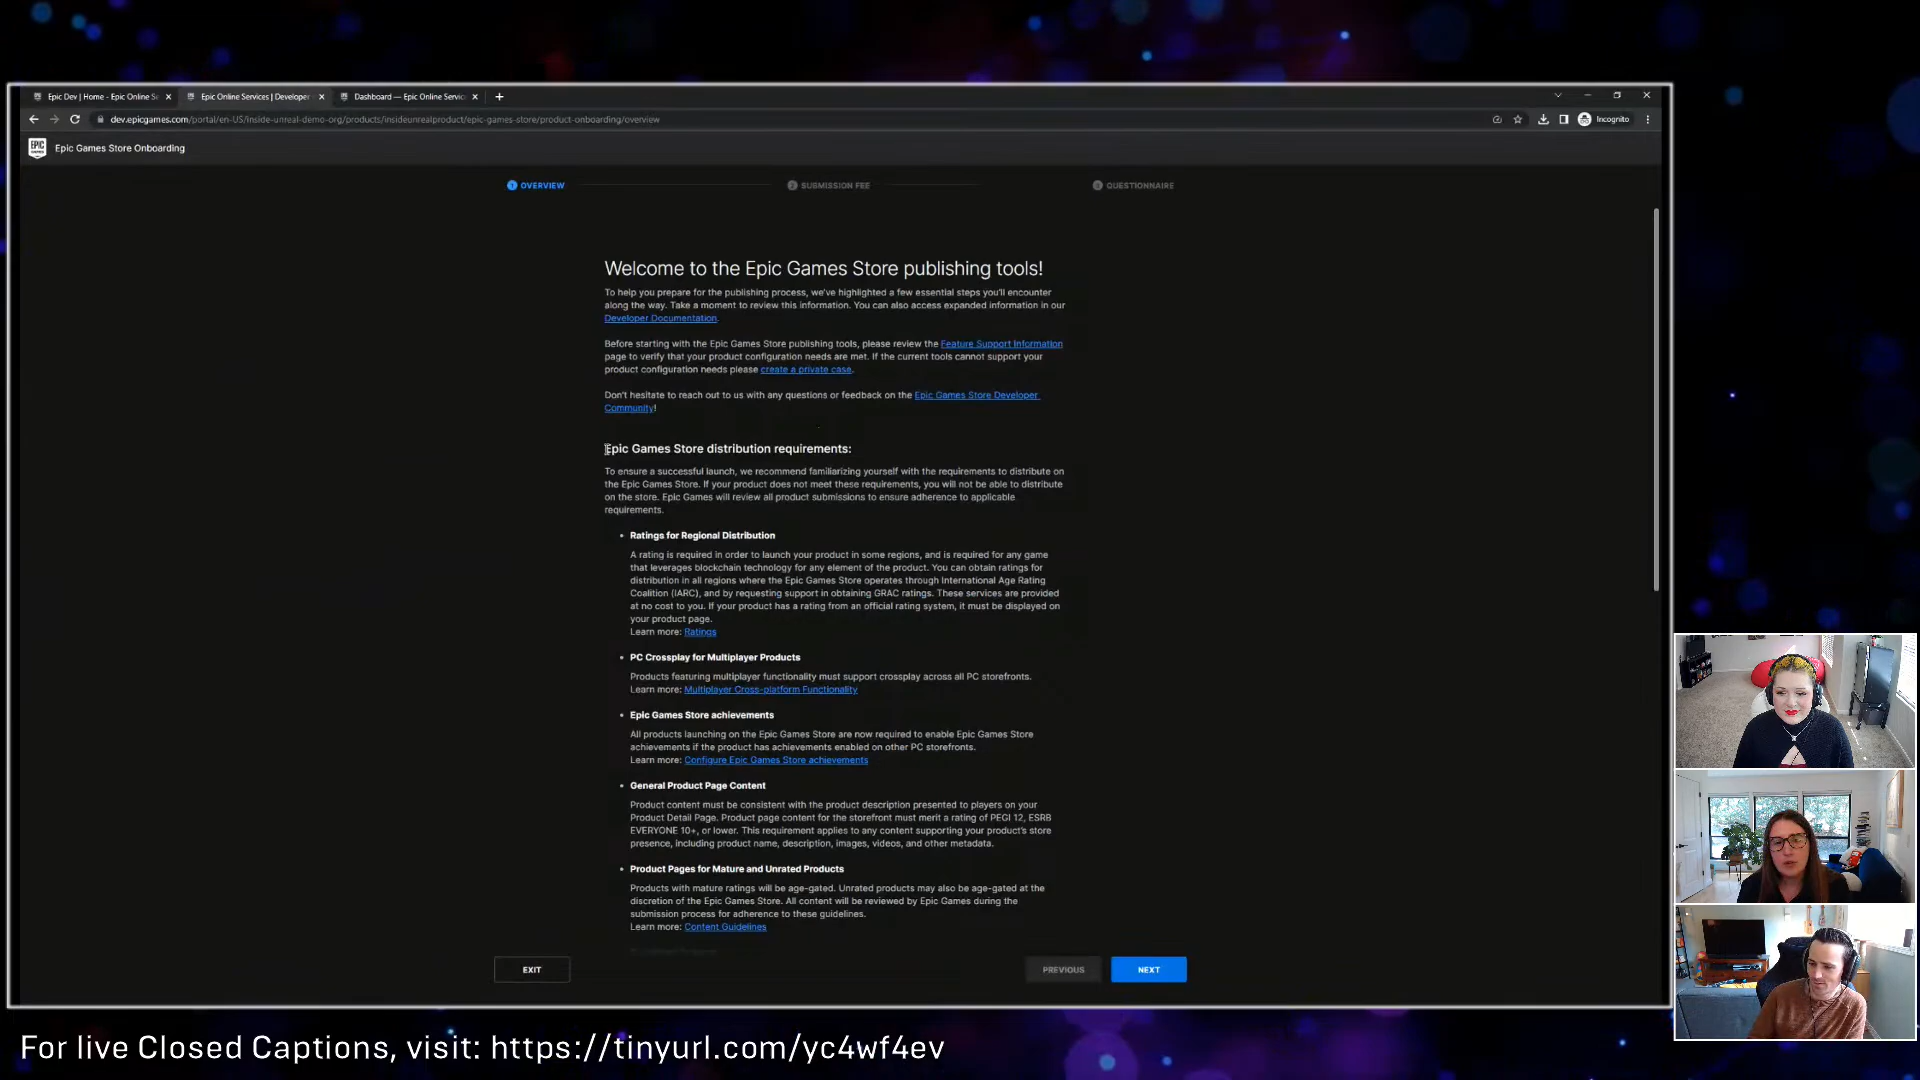 Epic Dev | Home - Epic Online Se
Epic Online Services | Developer
Dashboard — Epic Online Servic
dev.epicgames.com/portal/en-US/inside-unreal-demo-org/products/insideunrealproduct/epic-games-store/product-onboarding/overview
Incognito
EPIC GAMES
Epic Games Store Onboarding
1 OVERVIEW
2 SUBMISSION FEE
3 QUESTIONNAIRE
Welcome to the Epic Games Store publishing tools!
To help you prepare for the publishing process, we've highlighted a few essential steps you'll encounter
along the way. Take a moment to review this information. You can also access expanded information in our
Developer Documentation.
Before starting with the Epic Games Store publishing tools, please review the Feature Support Information
page to verify that your product configuration needs are met. If the current tools cannot support your
product configuration needs please create a private case.
Don't hesitate to reach out to us with any questions or feedback on the Epic Games Store Developer
Community!
Epic Games Store distribution requirements:
To ensure a successful launch, we recommend familiarizing yourself with the requirements to distribute on
the Epic Games Store. If your product does not meet these requirements, you will not be able to distribute
on the store. Epic Games will review all product submissions to ensure adherence to applicable
requirements.
• Ratings for Regional Distribution
A rating is required in order to launch your product in some regions, and is required for any game
that leverages blockchain technology for any element of the product. You can obtain ratings for
distribution in all regions where the Epic Games Store operates through International Age Rating
Coalition (IARC), and by requesting support in obtaining GRAC ratings. These services are provided
at no cost to you. If your product has a rating from an official rating system, it must be displayed on
your product page.
Learn more: Ratings
• PC Crossplay for Multiplayer Products
Products featuring multiplayer functionality must support crossplay across all PC storefronts.
Learn more: Multiplayer Cross-platform Functionality
• Epic Games Store achievements
All products launching on the Epic Games Store are now required to enable Epic Games Store
achievements if the product has achievements enabled on other PC storefronts.
Learn more: Configure Epic Games Store achievements
• General Product Page Content
Product content must be consistent with the product description presented to players on your
Product Detail Page. Product page content for the storefront must merit a rating of PEGI 12, ESRB
EVERYONE 10+, or lower. This requirement applies to any content supporting your product's store
presence, including product name, description, images, videos, and other metadata.
• Product Pages for Mature and Unrated Products
Products with mature ratings will be age-gated. Unrated products may also be age-gated at the
discretion of the Epic Games Store. All content will be reviewed by Epic Games during the
submission process for adherence to these guidelines.
Learn more: Content Guidelines
EXIT
PREVIOUS
NEXT
For live Closed Captions, visit: https://tinyurl.com/yc4wf4ev